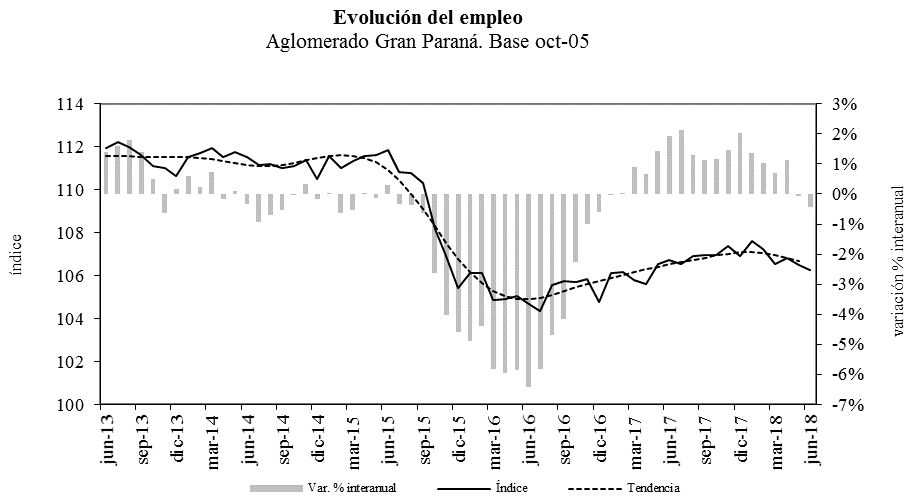 Evolución del empleo
Aglomerado Gran Paraná. Base oct-05
114
112
110
108
106
104
102
100
índice
3%
2%
1%
0%
-1%
-2%
-3%
-4%
-5%
-6%
-7%
variación % interanual
jun-13
sep-13
dic-13
mar-14
jun-14
sep-14
dic-14
mar-15
jun-15
sep-15
dic-15
mar-16
jun-16
sep-16
dic-16
mar-17
jun-17
sep-17
dic-17
mar-18
jun-18
Var. % interanual Índice Tendencia